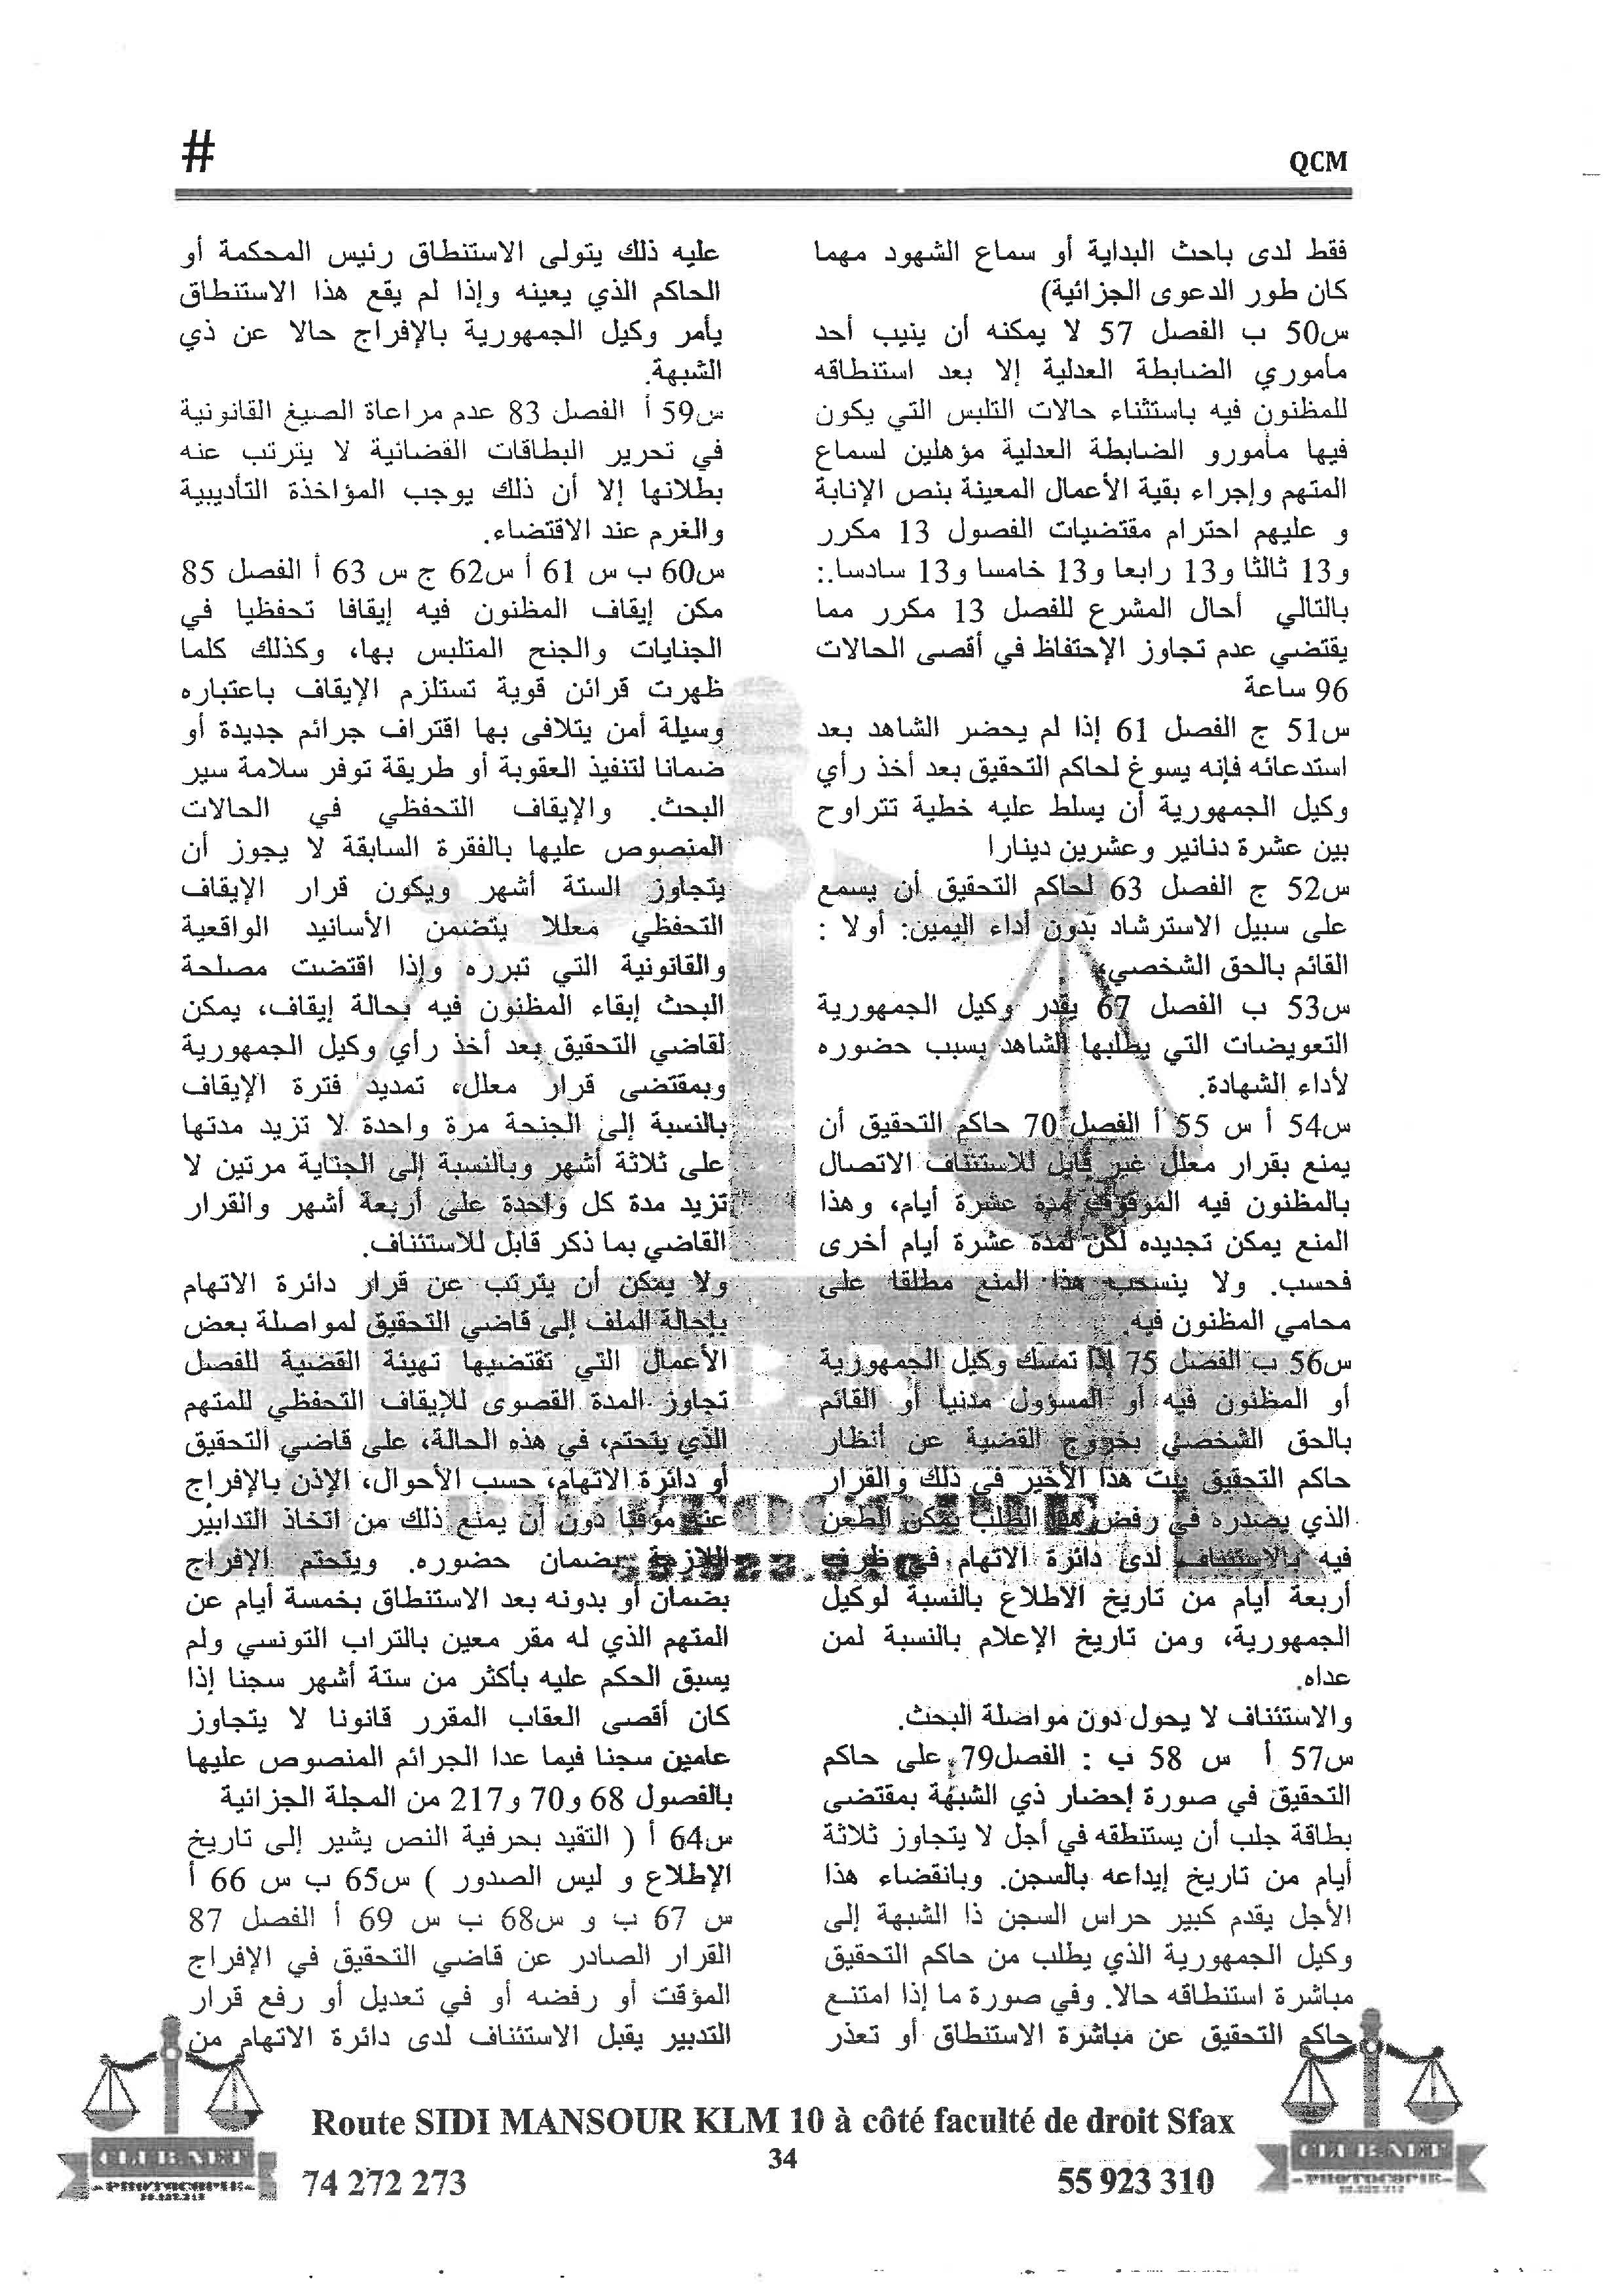 #
QCM
فقط لدى باحث البداية أو سماع الشهود مهما
كان طور الدعوى الجزائية)
س50 ب الفصل 57 لا يمكنه أن ينيب أحد
مأموري الضابطة العدلية إلا بعد استنطاقه
للمظنون فيه باستثناء حالات التلبس التي يكون
فيها مأمورو الضابطة العدلية مؤهلين لسماع
المتهم وإجراء بقية الأعمال المعينة بنص الإنابة
و عليهم احترام مقتضيات الفصول 13 مكرر
و13 ثالثا و13 رابعا و13 خامسا و13 سادسا.:
بالتالي أحال المشرع للفصل 13 مكرر مما
يقتضي عدم تجاوز الإحتفاظ في أقصى الحالات
96 ساعة
س51 ج الفصل 61 إذا لم يحضر الشاهد بعد
استدعائه فإنه يسوغ لحاكم التحقيق بعد أخذ رأي
وكيل الجمهورية أن يسلط عليه خطية تتراوح
بين عشرة دنانير وعشرين دينارا
س52 ج الفصل 63 لحاكم التحقيق أن يسمع
على سبيل الاسترشاد بدون أداء اليمين: أولا :
القائم بالحق الشخصي،
س53 ب الفصل 67 يقدر وكيل الجمهورية
التعويضات التي يطلبها الشاهد بسبب حضوره
لأداء الشهادة.
س54 أ س 55 أ الفصل 70 حاكم التحقيق أن
يمنع بقرار معلل غير قابل للاستئناف الاتصال
بالمظنون فيه الموقوف مدة عشرة أيام، وهذا
المنع يمكن تجديده لكن لمدة عشرة أيام أخرى
فحسب. ولا ينسحب هذا المنع مطلقا على
محامي المظنون فيه.
س56 ب الفصل 75 إذا تمسك وكيل الجمهورية
أو المظنون فيه أو المسؤول مدنيا أو القائم
بالحق الشخصي بخروج القضية عن أنظار
حاكم التحقيق يبت هذا الأخير في ذلك والقرار
الذي يصدره في رفض هذا الطلب يمكن الطعن
فيه بالاستئناف لدى دائرة الاتهام في ظرف
أربعة أيام من تاريخ الاطلاع بالنسبة لوكيل
الجمهورية، ومن تاريخ الإعلام بالنسبة لمن
عداه.
والاستئناف لا يحول دون مواصلة البحث.
س57 أ س 58 ب : الفصل79 على حاكم
التحقيق في صورة إحضار ذي الشبهة بمقتضى
بطاقة جلب أن يستنطقه في أجل لا يتجاوز ثلاثة
أيام من تاريخ إيداعه بالسجن. وبانقضاء هذا
الأجل يقدم كبير حراس السجن ذا الشبهة إلى
وكيل الجمهورية الذي يطلب من حاكم التحقيق
مباشرة استنطاقه حالا. وفي صورة ما إذا امتنع
حاكم التحقيق عن مباشرة الاستنطاق أو تعذر
عليه ذلك يتولى الاستنطاق رئيس المحكمة أو
الحاكم الذي يعينه وإذا لم يقع هذا الاستنطاق
يأمر وكيل الجمهورية بالإفراج حالا عن ذي
الشبهة.
س59 أ الفصل 83 عدم مراعاة الصيغ القانونية
في تحرير البطاقات القضائية لا يترتب عنه
بطلانها إلا أن ذلك يوجب المؤاخذة التأديبية
والغرم عند الاقتضاء.
س60 ب س 61 أ س62 ج س 63 أ الفصل 85
مكن إيقاف المظنون فيه إيقافا تحفظيا في
الجنايات والجنح المتلبس بها، وكذلك كلما
ظهرت قرائن قوية تستلزم الإيقاف باعتباره
وسيلة أمن يتلافى بها اقتراف جرائم جديدة أو
ضمانا لتنفيذ العقوبة أو طريقة توفر سلامة سير
البحث. والإيقاف التحفظي في الحالات
المنصوص عليها بالفقرة السابقة لا يجوز أن
يتجاوز الستة أشهر ويكون قرار الإيقاف
التحفظي معللا يتضمن الأسانيد الواقعية
والقانونية التي تبرره وإذا اقتضت مصلحة
البحث إبقاء المظنون فيه بحالة إيقاف، يمكن
لقاضي التحقيق بعد أخذ رأي وكيل الجمهورية
وبمقتضى قرار معلل، تمديد فترة الإيقاف
بالنسبة إلى الجنحة مرة واحدة لا تزيد مدتها
على ثلاثة أشهر وبالنسبة إلى الجناية مرتين لا
تزيد مدة كل واحدة على أربعة أشهر والقرار
القاضي بما ذكر قابل للاستئناف.
ولا يمكن أن يترتب عن قرار دائرة الاتهام
بإحالة الملف إلى قاضي التحقيق لمواصلة بعض
الأعمال التي تقتضيها تهيئة القضية للفصل
تجاوز المدة القصوى للإيقاف التحفظي للمتهم
الذي يتحتم، في هذه الحالة، على قاضي التحقيق
أو دائرة الاتهام، حسب الأحوال، الإذن بالإفراج
عنه مؤقتا دون أن يمنع ذلك من اتخاذ التدابير
اللازمة بضمان حضوره. ويتحتم الإفراج
بضمان أو بدونه بعد الاستنطاق بخمسة أيام عن
المتهم الذي له مقر معين بالتراب التونسي ولم
يسبق الحكم عليه بأكثر من ستة أشهر سجنا إذا
كان أقصى العقاب المقرر قانونا لا يتجاوز
عامين سجنا فيما عدا الجرائم المنصوص عليها
بالفصول 68 و70 و217 من المجلة الجزائية
س64 أ ( التقيد بحرفية النص يشير إلى تاريخ
الإطلاع و ليس الصدور ) س65 ب س 66 أ
س 67 ب و س68 ب س 69 أ الفصل 87
القرار الصادر عن قاضي التحقيق في الإفراج
المؤقت أو رفضه أو في تعديل أو رفع قرار
التدبير يقبل الاستئناف لدى دائرة الاتهام من
Route SIDI MANSOUR KLM 10 à côté faculté de droit Sfax
34
74 272 273
55 923 310
CLUB.NET
PHOTOCOPIE
CLUB.NET
PHOTOCOPIE